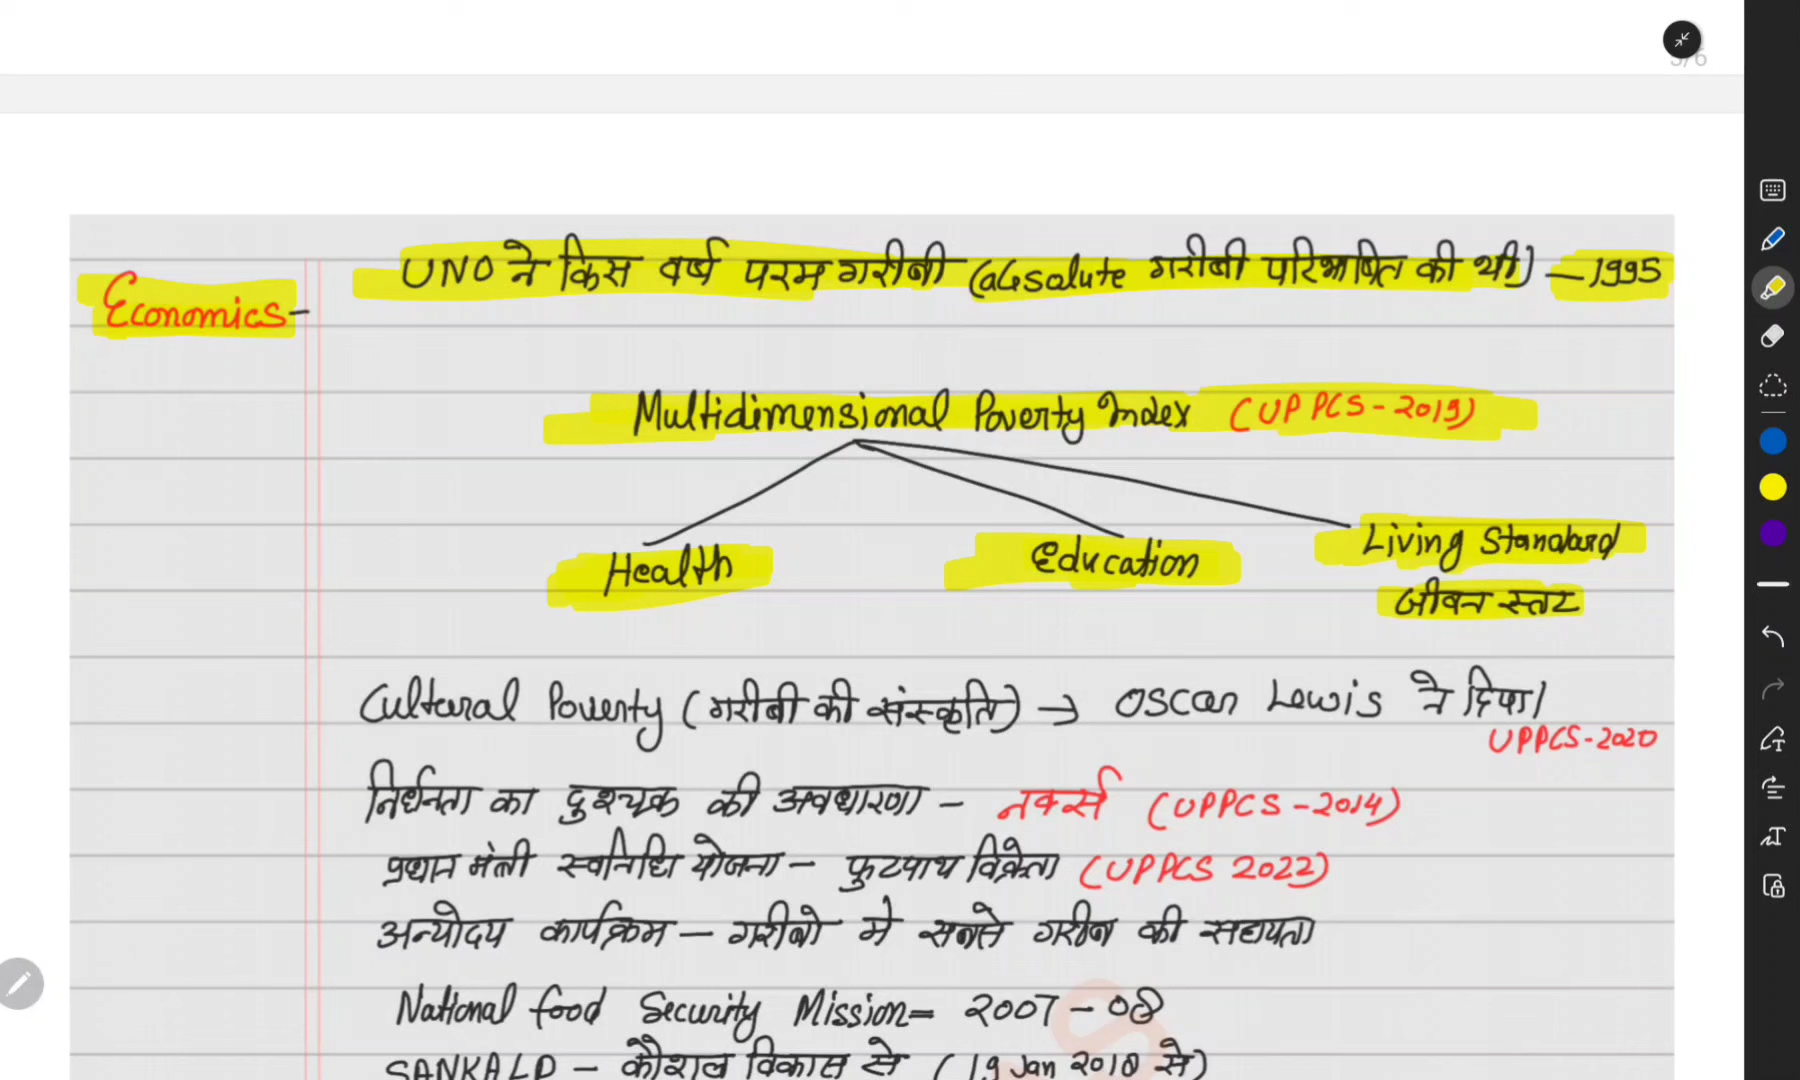 5/6
UNO ने किस वर्ष परम गरीबी (absolute गरीबी परिभाषित की थी) – 1995
Economics-
Multidimensional Poverty Index (UPPCS-2019)
Health Education Living Standard
जीवन स्तर
Cultural Poverty (गरीबी की संस्कृति) → Oscar Lewis ने दिया।
UPPCS-2020
निर्धनता का दुश्चक्र की अवधारणा - नर्क्स (UPPCS-2014)
प्रधान मंत्री स्वनिधि योजना - फुटपाथ विक्रेता (UPPCS 2022)
अन्योदय कार्यक्रम - गरीबो मे सबसे गरीब की सहायता
National food Security Mission = 2007-08
SANKALP - कौशल विकास से (19 Jan 2018 से)